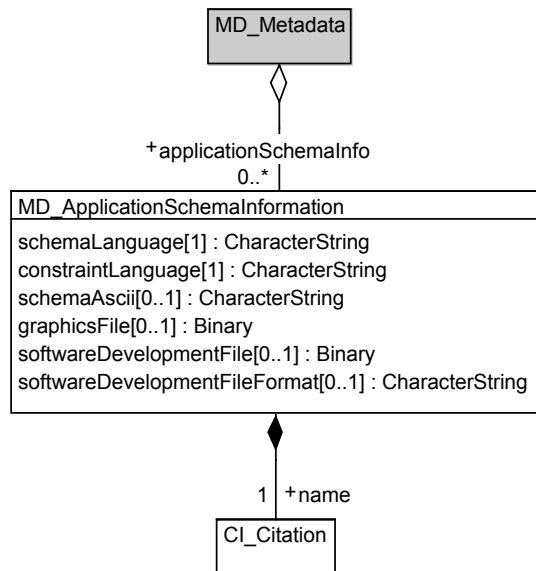 MD_Metadata
+applicationSchemaInfo
0..*
MD_ApplicationSchemaInformation
schemaLanguage[1] : CharacterString
constraintLanguage[1] : CharacterString
schemaAscii[0..1] : CharacterString
graphicsFile[0..1] : Binary
softwareDevelopmentFile[0..1] : Binary
softwareDevelopmentFileFormat[0..1] : CharacterString
1 +name
CI_Citation